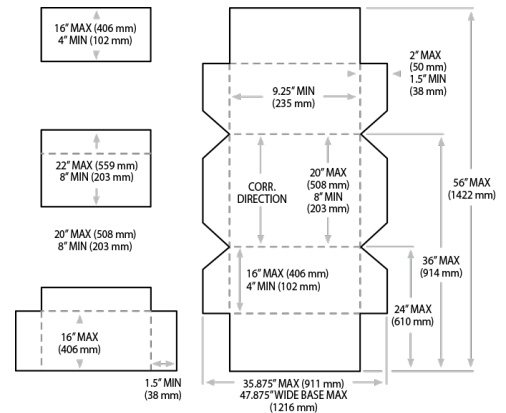 16" MAX (406 mm)
4" MIN (102 mm)
22" MAX (559 mm)
8" MIN (203 mm)
20" MAX (508 mm)
8" MIN (203 mm)
16" MAX
(406 mm)
1.5" MIN
(38 mm)
9.25" MIN
(235 mm)
2" MAX
(50 mm)
1.5" MIN
(38 mm)
CORR.
DIRECTION
20" MAX
(508 mm)
8" MIN
(203 mm)
56" MAX
(1422 mm)
36" MAX
(914 mm)
16" MAX (406 mm)
4" MIN (102 mm)
24" MAX
(610 mm)
35.875" MAX (911 mm)
47.875" WIDE BASE MAX
(1216 mm)